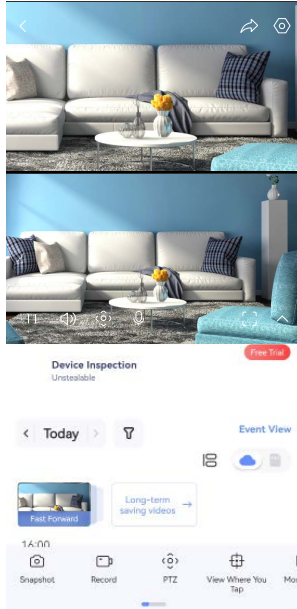 Free Trial
Device Inspection
Unstealable
Today
Event View
Long-term
saving videos
Fast Forward
16:00
Snapshot
Record
PTZ
View Where You
Tap
Mo